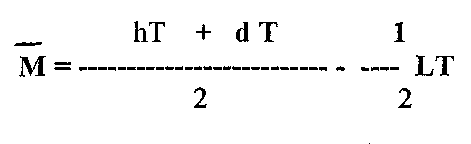 hT + d T 1
M̅ = --------------------------- - ---- LT
2 2